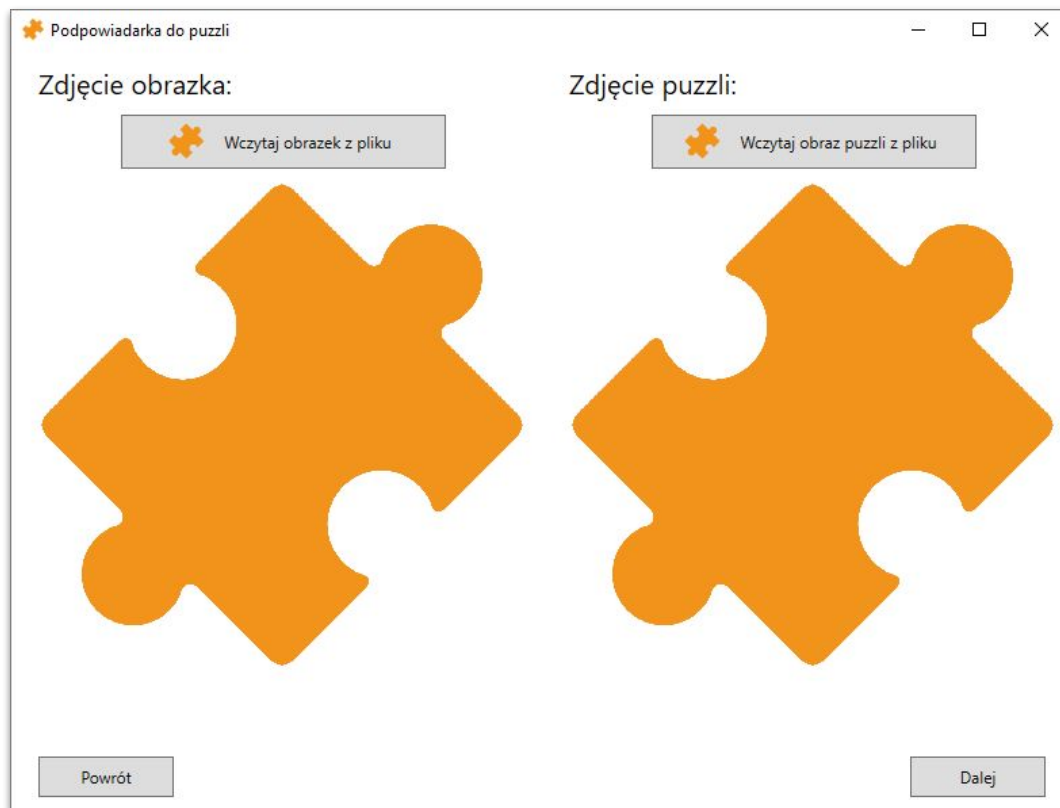 Podpowiadarka do puzzli
Zdjęcie obrazka:
Zdjęcie puzzli:
Wczytaj obrazek z pliku
Wczytaj obraz puzzli z pliku
Powrót
Dalej